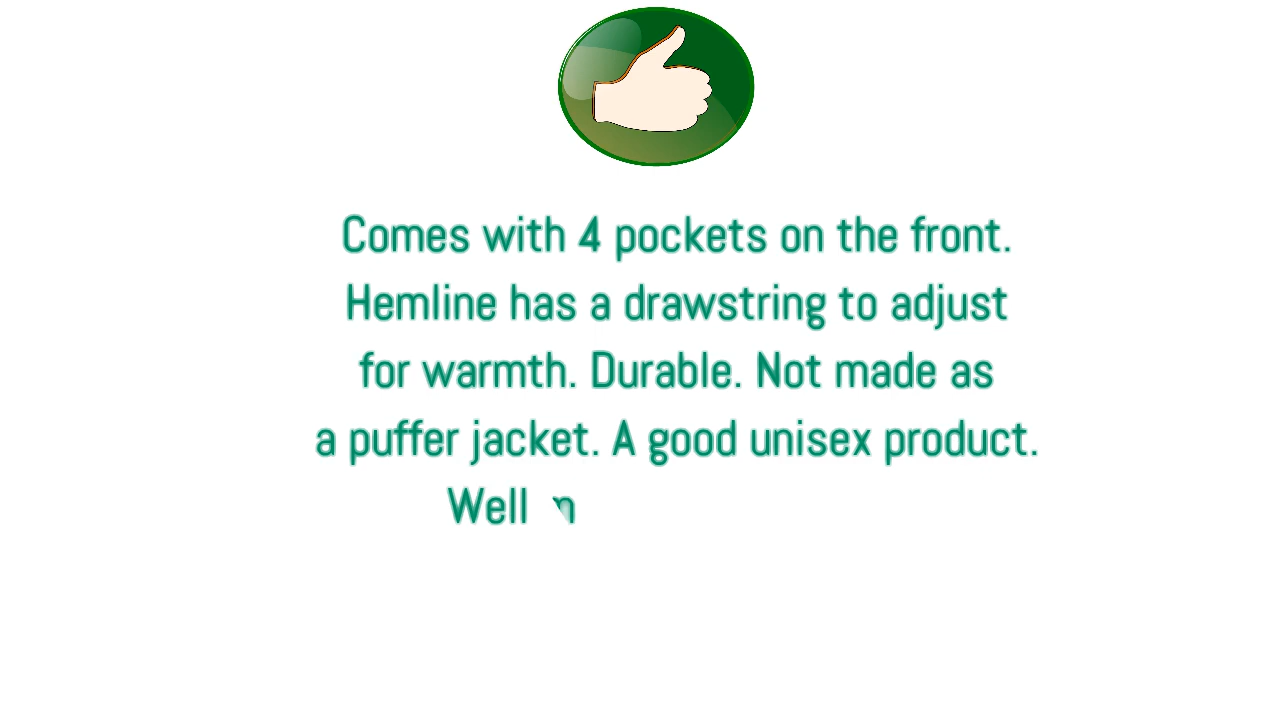 Comes with 4 pockets on the front.
Hemline has a drawstring to adjust
for warmth. Durable. Not made as
a puffer jacket. A good unisex product.
Well